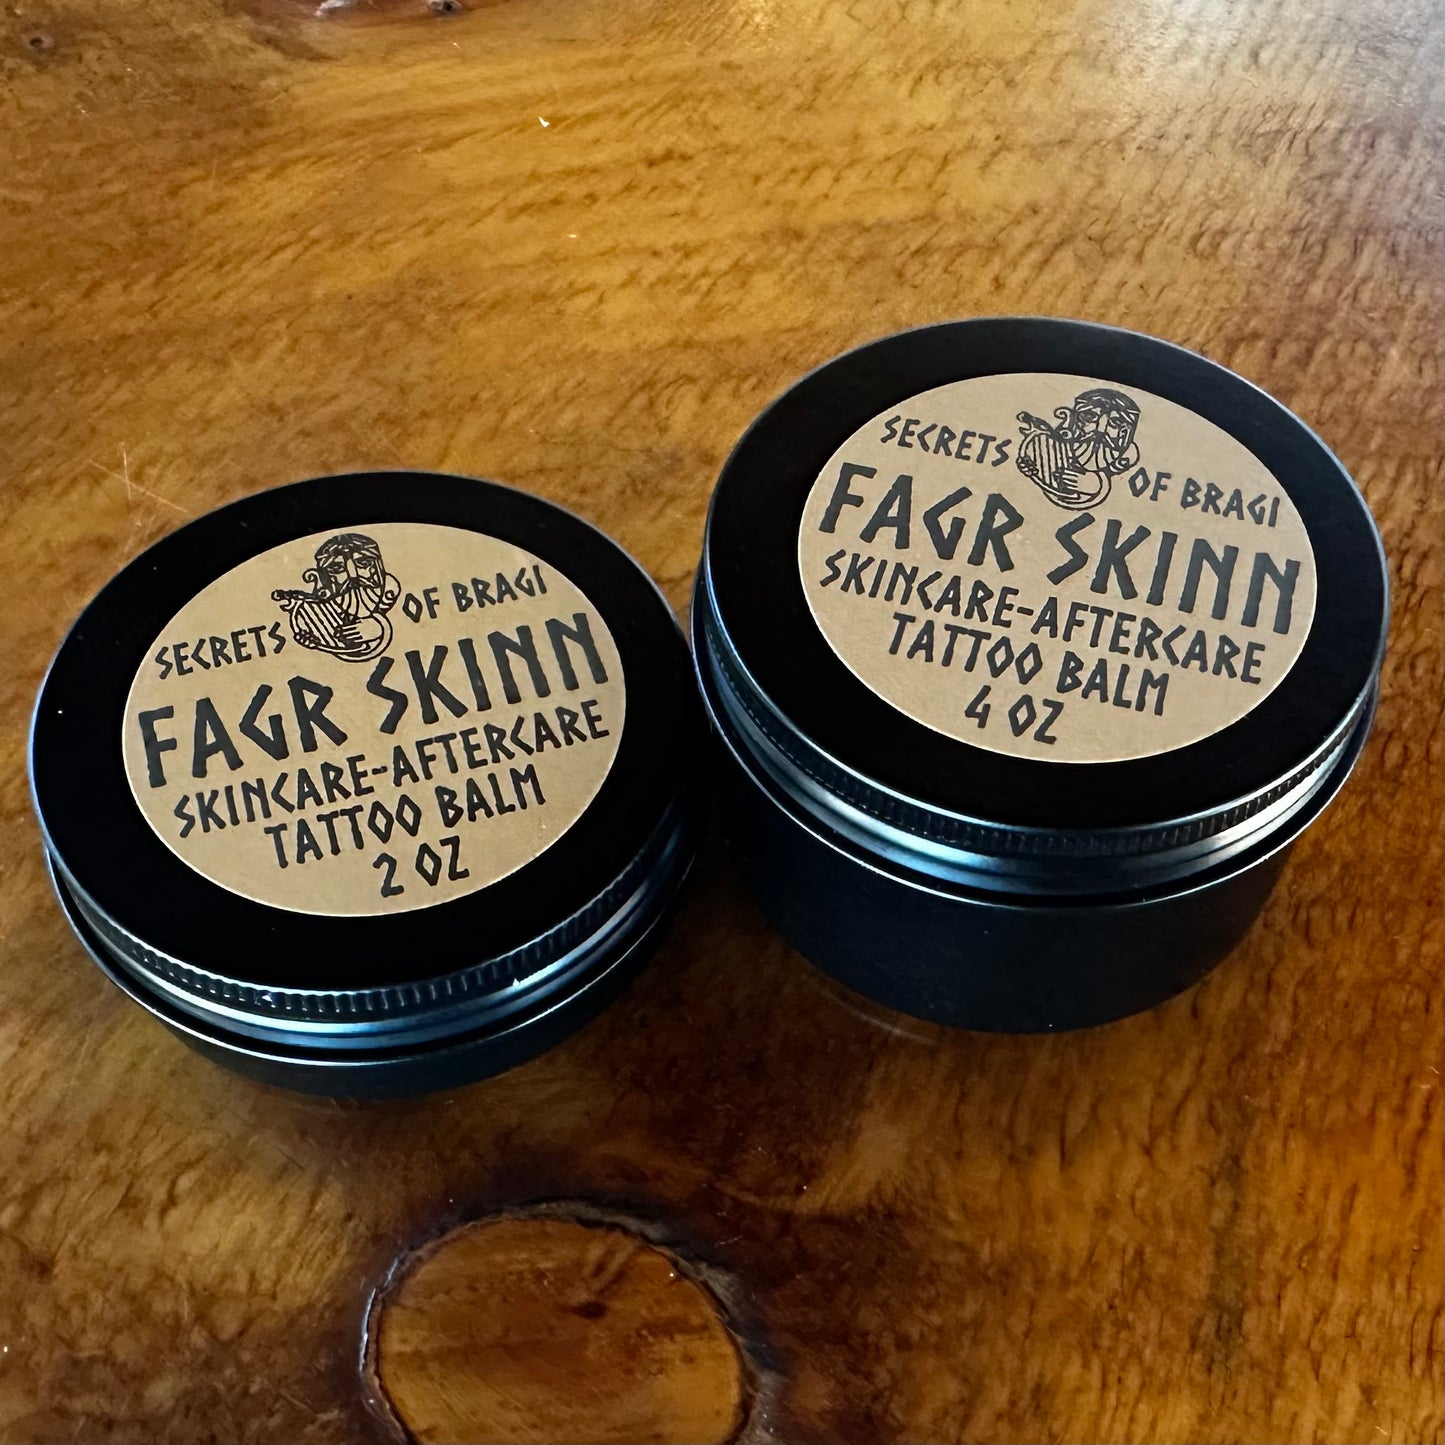 SECRETS OF BRAGI
FAGR SKINN
SKINCARE-AFTERCARE
TATTOO BALM
2 OZ
SECRETS OF BRAGI
FAGR SKINN
SKINCARE-AFTERCARE
TATTOO BALM
4 OZ